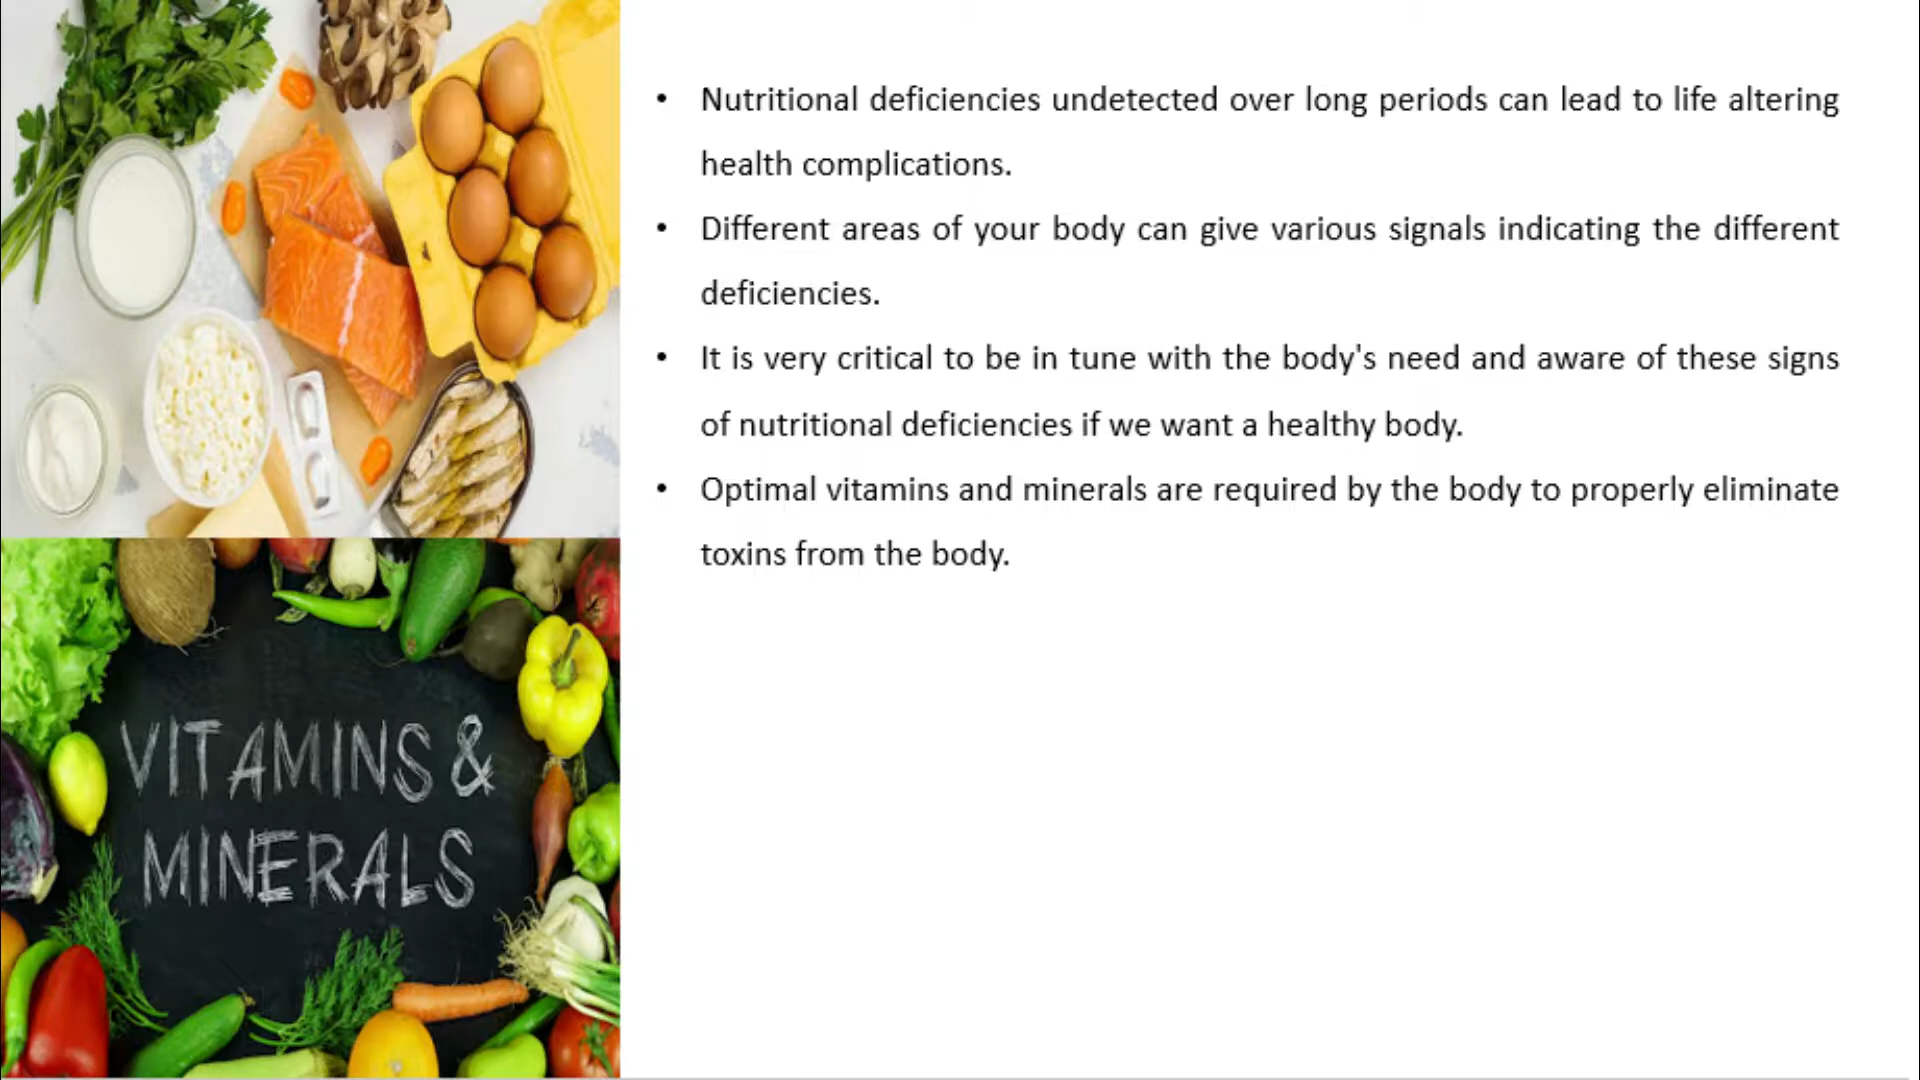 • Nutritional deficiencies undetected over long periods can lead to life altering
health complications.
• Different areas of your body can give various signals indicating the different
deficiencies.
• It is very critical to be in tune with the body's need and aware of these signs
of nutritional deficiencies if we want a healthy body.
• Optimal vitamins and minerals are required by the body to properly eliminate
toxins from the body.
VITAMINS &
MINERALS